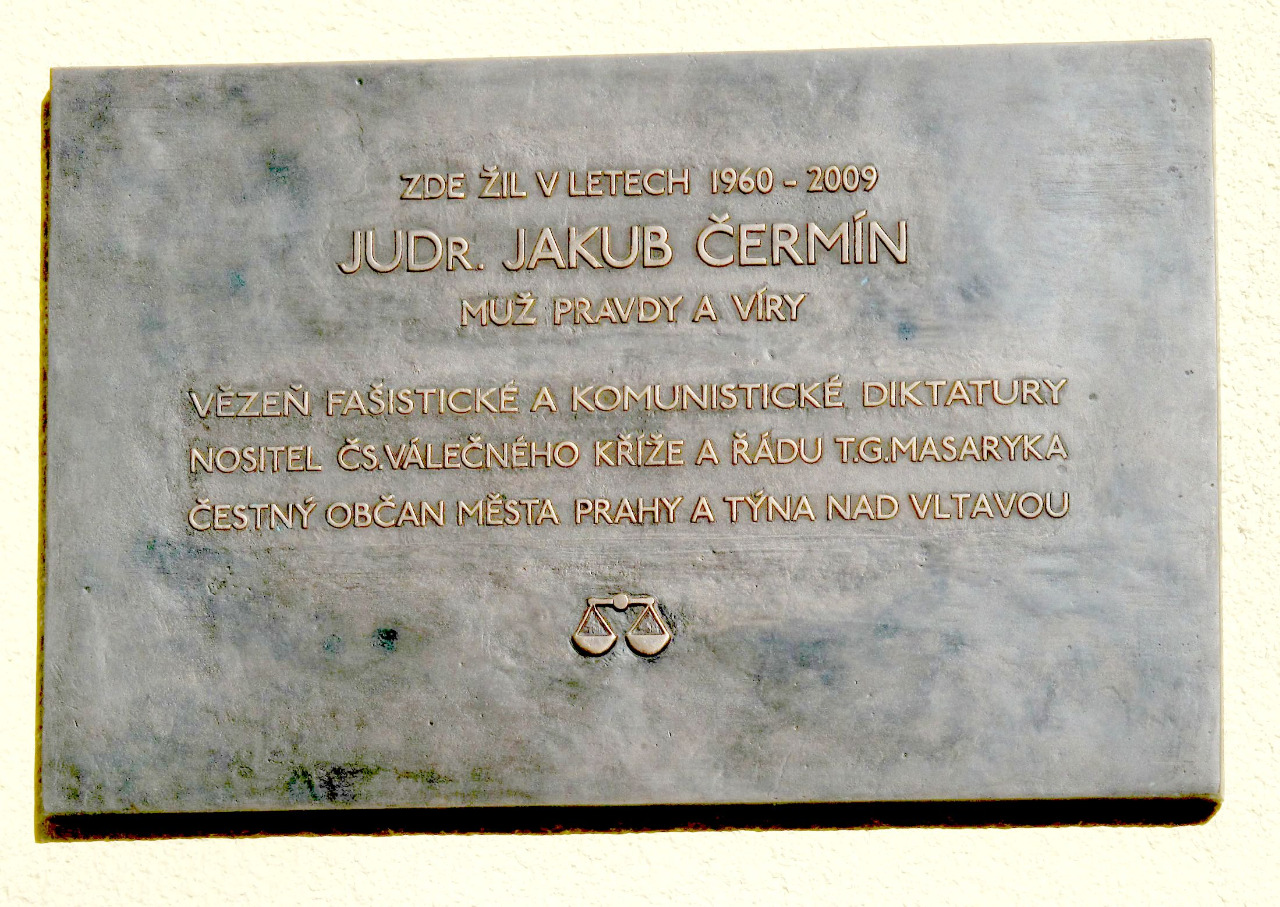 ZDE ŽIL V LETECH 1960 - 2009
JUDR. JAKUB ČERMÍN
MUŽ PRAVDY A VÍRY
VĚZEŇ FAŠISTICKÉ A KOMUNISTICKÉ DIKTATURY
NOSITEL ČS.VÁLEČNÉHO KŘÍŽE A ŘÁDU T.G.MASARYKA
ČESTNÝ OBČAN MĚSTA PRAHY A TÝNA NAD VLTAVOU